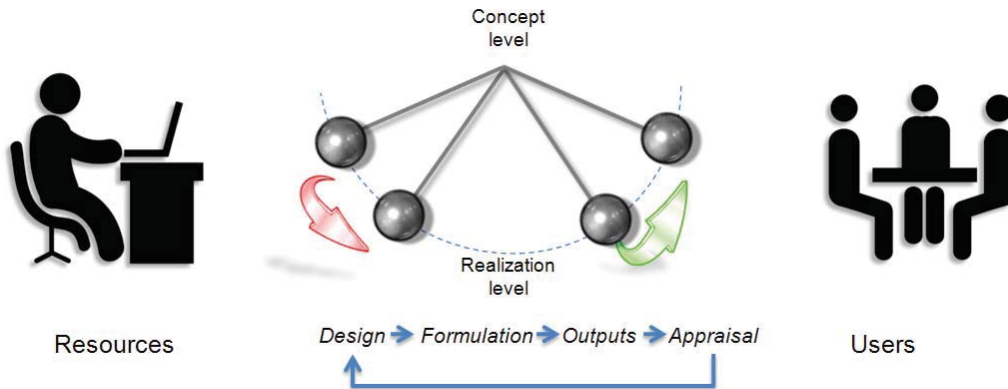 Concept
level
Realization
level
Design Formulation Outputs Appraisal
Resources
Users